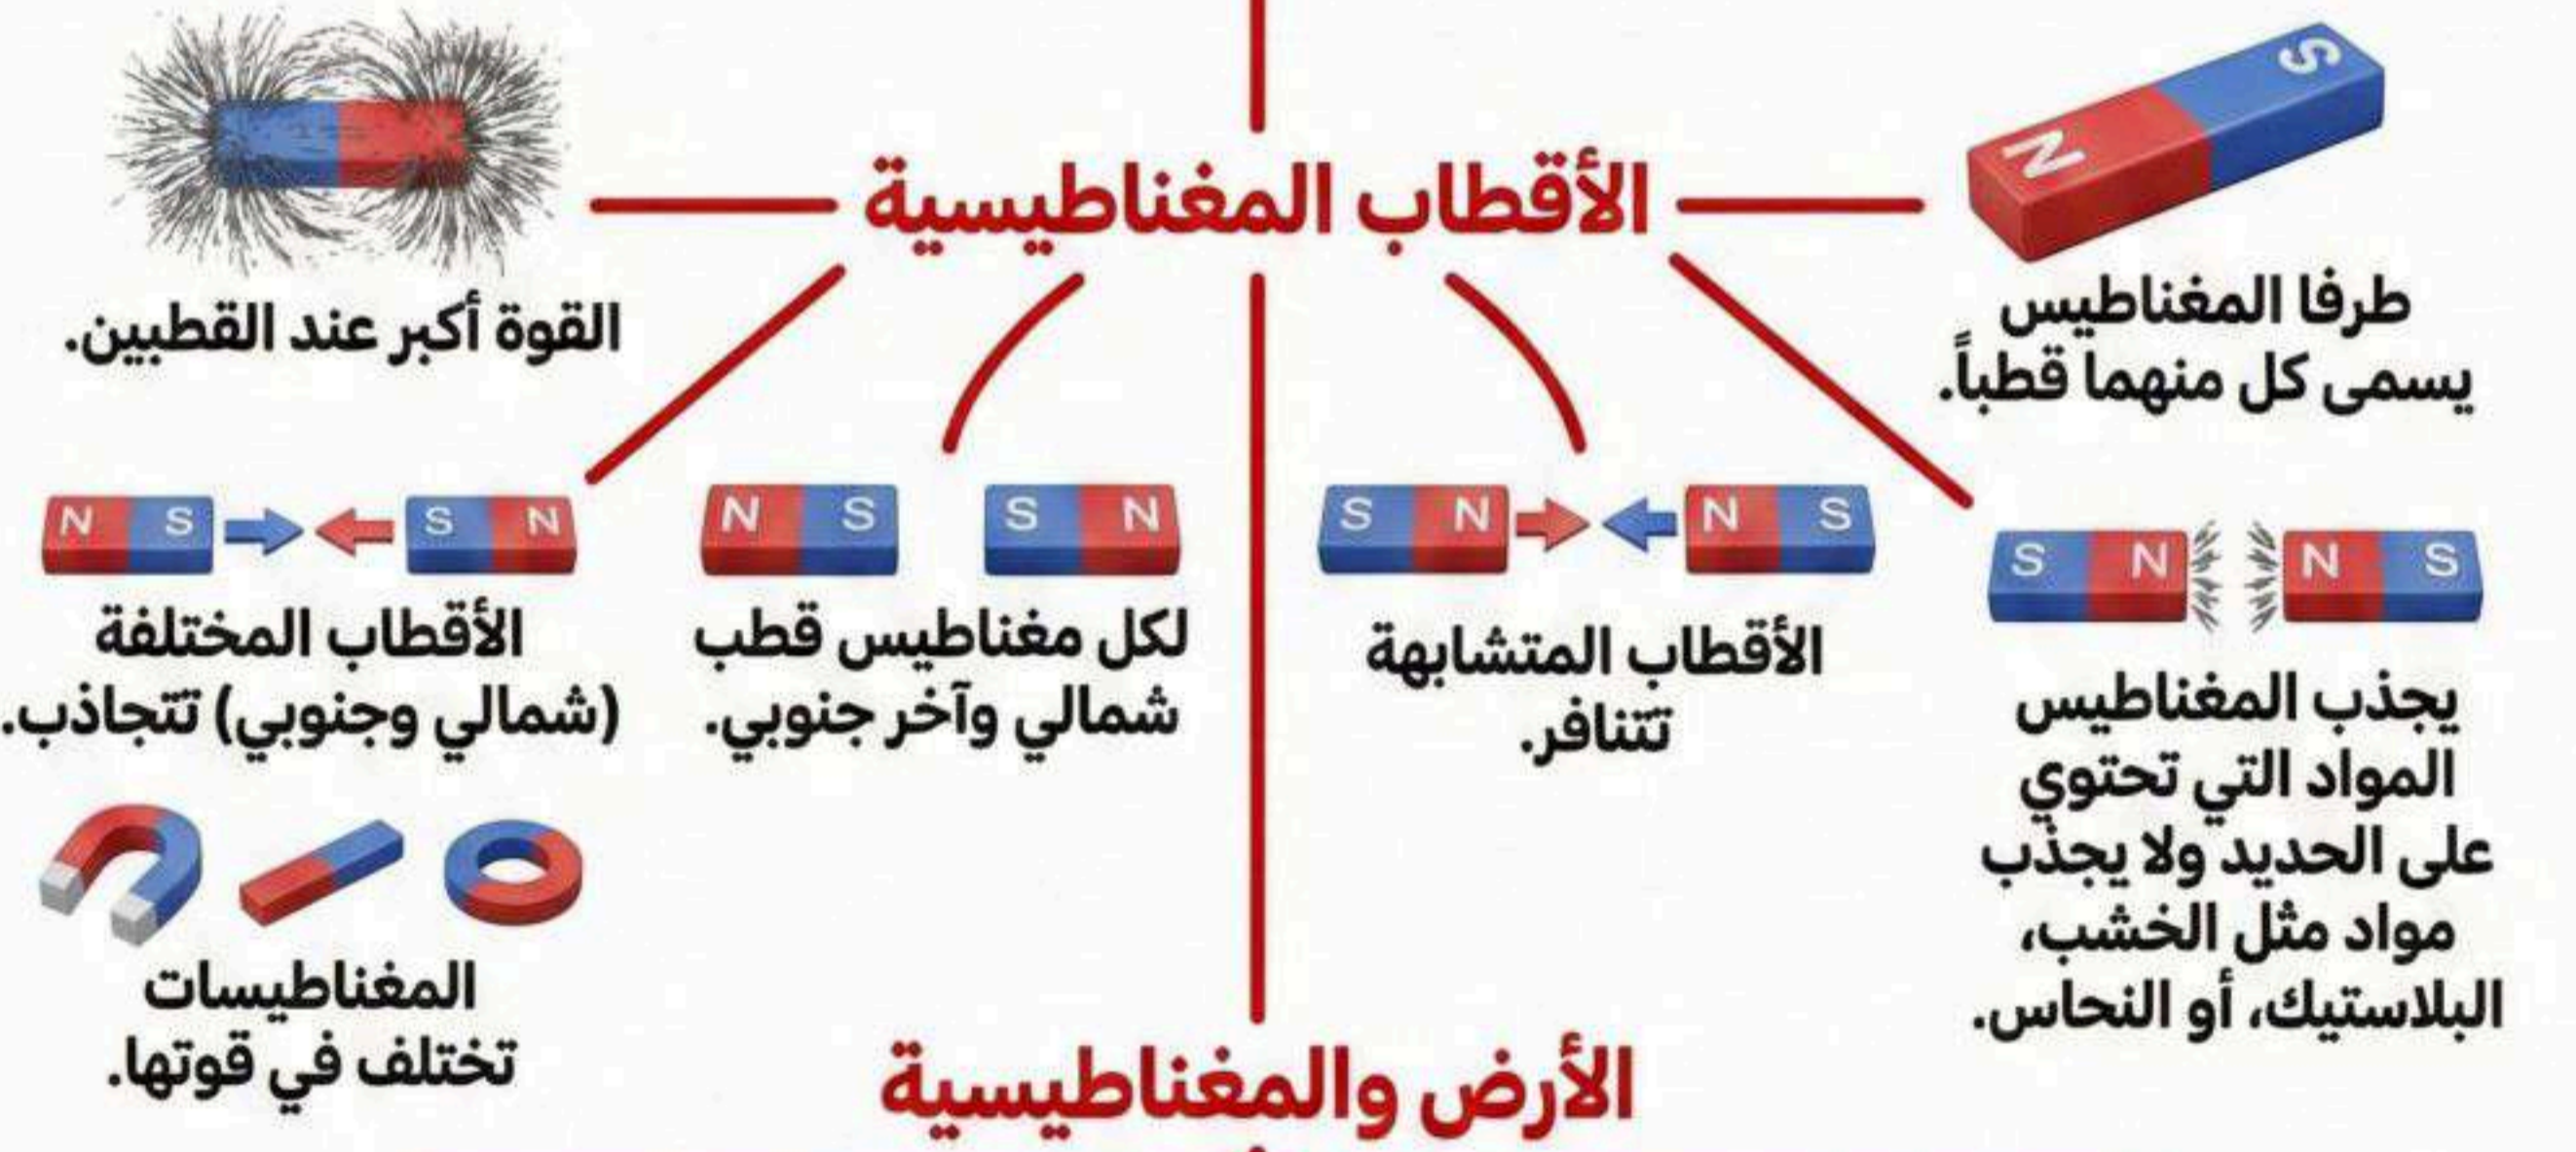 S
N
الأقطاب المغناطيسية
طرفا المغناطيس
يسمى كل منهما قطباً.
القوة أكبر عند القطبين.
S N N S
يجذب المغناطيس
المواد التي تحتوي
على الحديد ولا يجذب
مواد مثل الخشب،
البلاستيك، أو النحاس.
S N N S
الأقطاب المتشابهة
تتنافر.
N S S N
لكل مغناطيس قطب
شمالي وآخر جنوبي.
N S S N
الأقطاب المختلفة
(شمالي وجنوبي) تتجاذب.
المغناطيسات
تختلف في قوتها.
الأرض والمغناطيسية